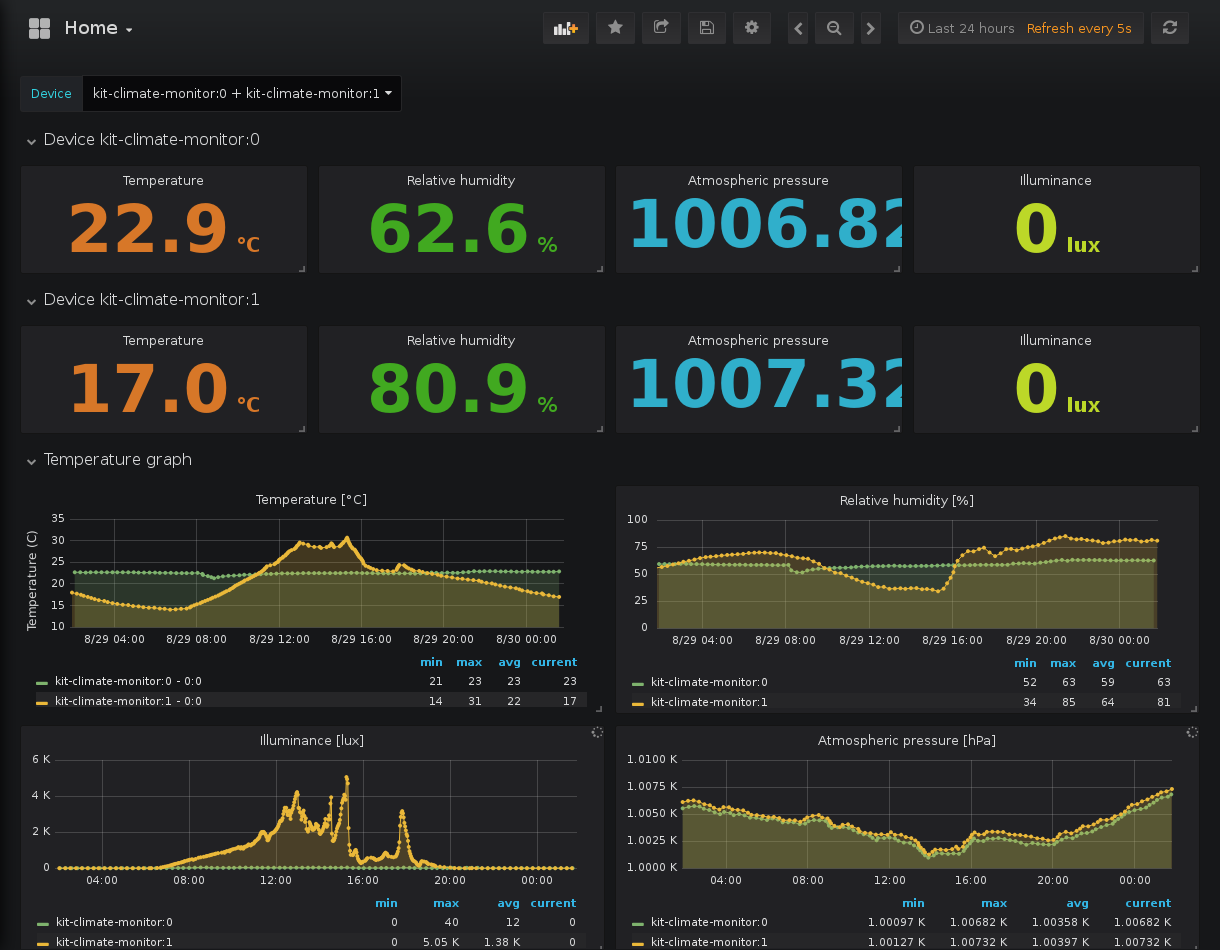 Home
Last 24 hours Refresh every 5s
Device kit-climate-monitor:0 + kit-climate-monitor:1
Device kit-climate-monitor:0
Temperature Relative humidity Atmospheric pressure Illuminance
22.9 °C 62.6 % 1006.82 0 lux
Device kit-climate-monitor:1
Temperature Relative humidity Atmospheric pressure Illuminance
17.0 °C 80.9 % 1007.32 0 lux
Temperature graph
Temperature [°C]
Temperature (C)
35
30
25
20
15
10
8/29 04:00 8/29 08:00 8/29 12:00 8/29 16:00 8/29 20:00 8/30 00:00
min max avg current
kit-climate-monitor:0 - 0:0 21 23 23 23
kit-climate-monitor:1 - 0:0 14 31 22 17
Relative humidity [%]
100
75
50
25
0
8/29 04:00 8/29 08:00 8/29 12:00 8/29 16:00 8/29 20:00 8/30 00:00
min max avg current
kit-climate-monitor:0 52 63 59 63
kit-climate-monitor:1 34 85 64 81
Illuminance [lux]
6 K
4 K
2 K
0
04:00 08:00 12:00 16:00 20:00 00:00
min max avg current
kit-climate-monitor:0 0 40 12 0
kit-climate-monitor:1 0 5.05 K 1.38 K 0
Atmospheric pressure [hPa]
1.0100 K
1.0075 K
1.0050 K
1.0025 K
1.0000 K
04:00 08:00 12:00 16:00 20:00 00:00
min max avg current
kit-climate-monitor:0 1.00097 K 1.00682 K 1.00358 K 1.00682 K
kit-climate-monitor:1 1.00127 K 1.00732 K 1.00397 K 1.00732 K